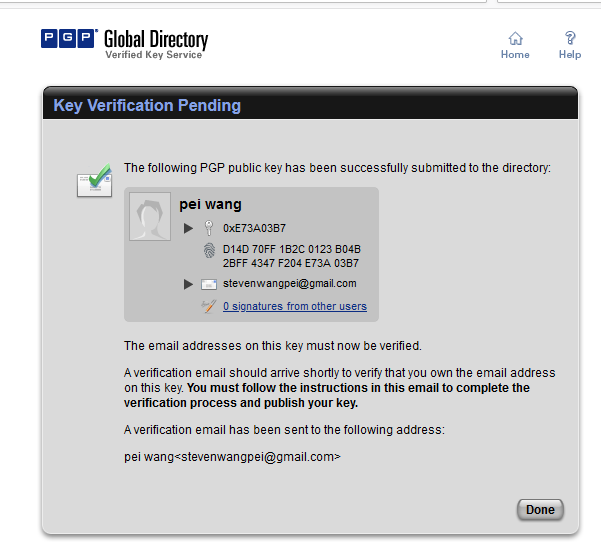 PGP Global Directory
Verified Key Service
Home
Help
Key Verification Pending
The following PGP public key has been successfully submitted to the directory:
pei wang
0xE73A03B7
D14D 70FF 1B2C 0123 B04B
2BFF 4347 F204 E73A 03B7
stevenwangpei@gmail.com
0 signatures from other users
The email addresses on this key must now be verified.
A verification email should arrive shortly to verify that you own the email address
on this key. You must follow the instructions in this email to complete the
verification process and publish your key.
A verification email has been sent to the following address:
pei wang<stevenwangpei@gmail.com>
Done